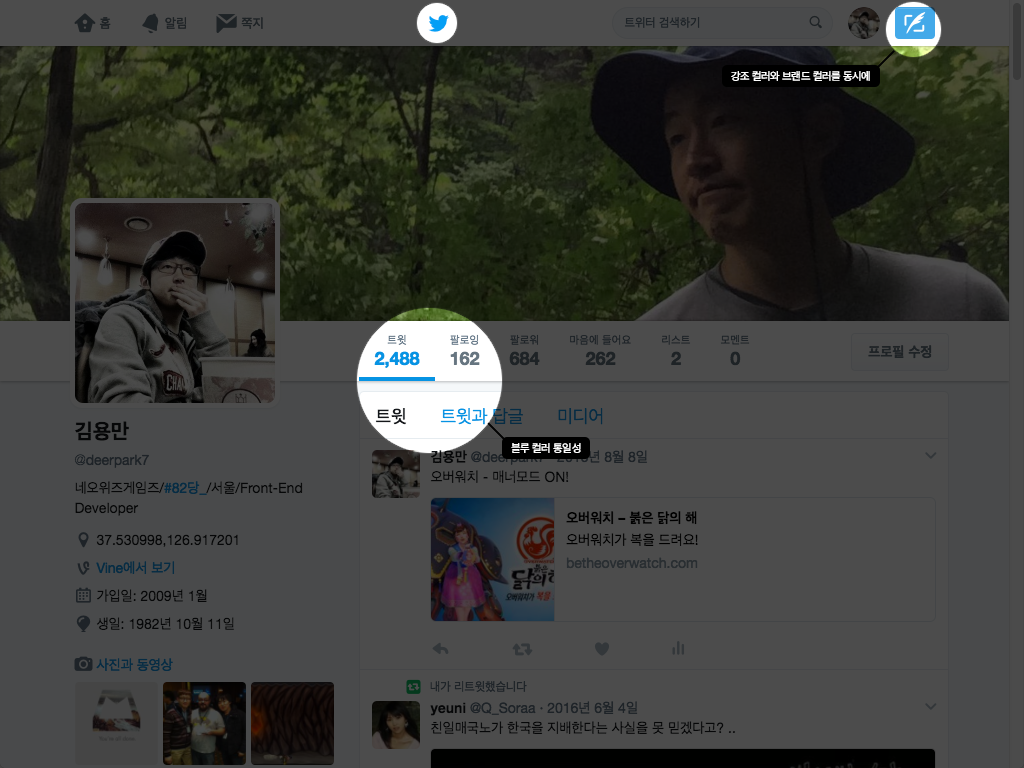 홈
알림
쪽지
트위터 검색하기
강조 컬러와 브랜드 컬러를 동시에
트윗
2,488
팔로잉
162
팔로워
684
마음에 들어요
262
리스트
2
모멘트
0
프로필 수정
트윗
트윗과 답글
미디어
블루 컬러 통일성
김용만
@deerpark7
네오위즈게임즈/#82당_/서울/Front-End
Developer
37.530998,126.917201
Vine에서 보기
가입일: 2009년 1월
생일: 1982년 10월 11일
사진과 동영상
김용만 @deerpark7 · 2016년 8월 8일
오버워치 - 매너모드 ON!
오버워치 – 붉은 닭의 해
오버워치가 복을 드려요!
betheoverwatch.com
내가 리트윗했습니다
yeuni @Q_Soraa · 2016년 6월 4일
친일매국노가 한국을 지배한다는 사실을 못 믿겠다고? ..